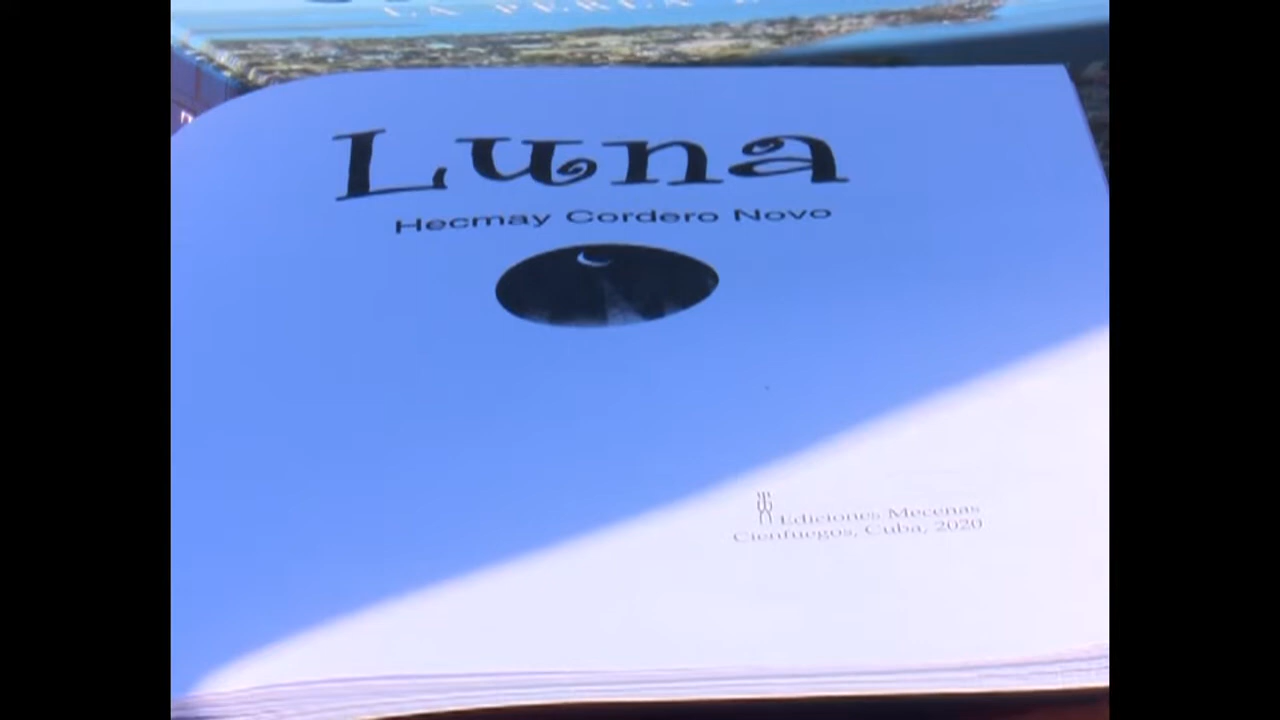 Luna
Hecmay Cordero Novo
Ediciones Mecenas
Cienfuegos, Cuba, 2020